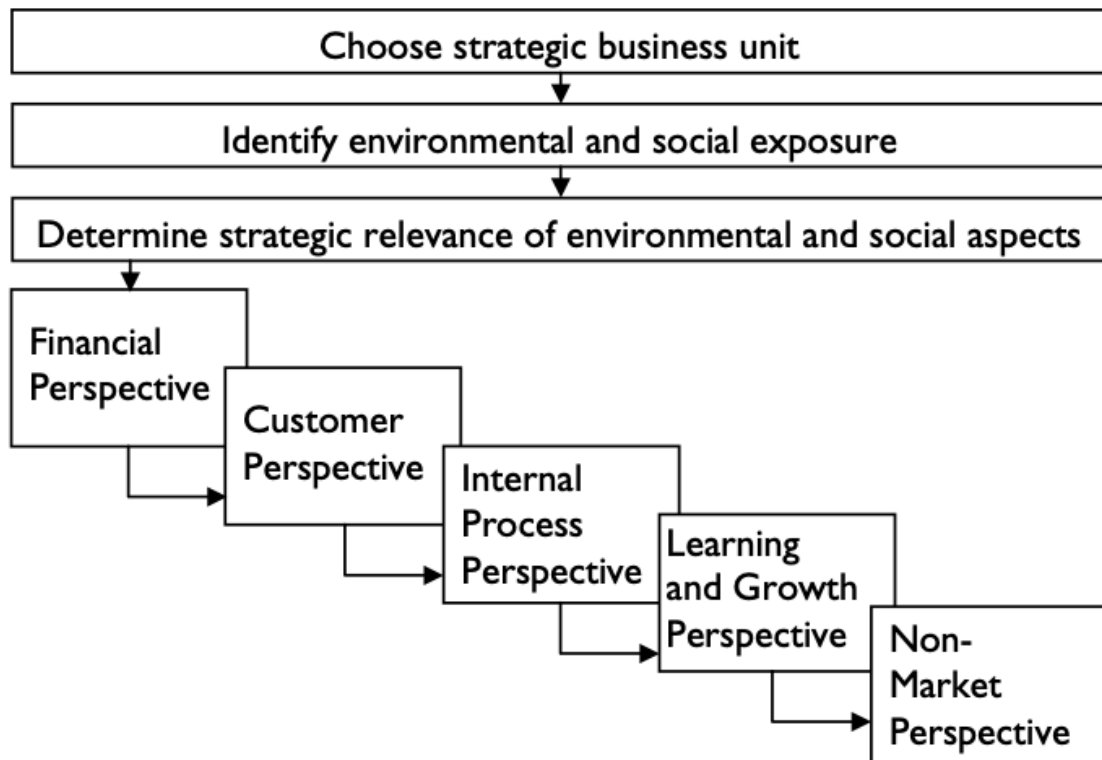 Choose strategic business unit
Identify environmental and social exposure
Determine strategic relevance of environmental and social aspects
Financial
Perspective
Customer
Perspective
Internal
Process
Perspective
Learning
and Growth
Perspective
Non-
Market
Perspective